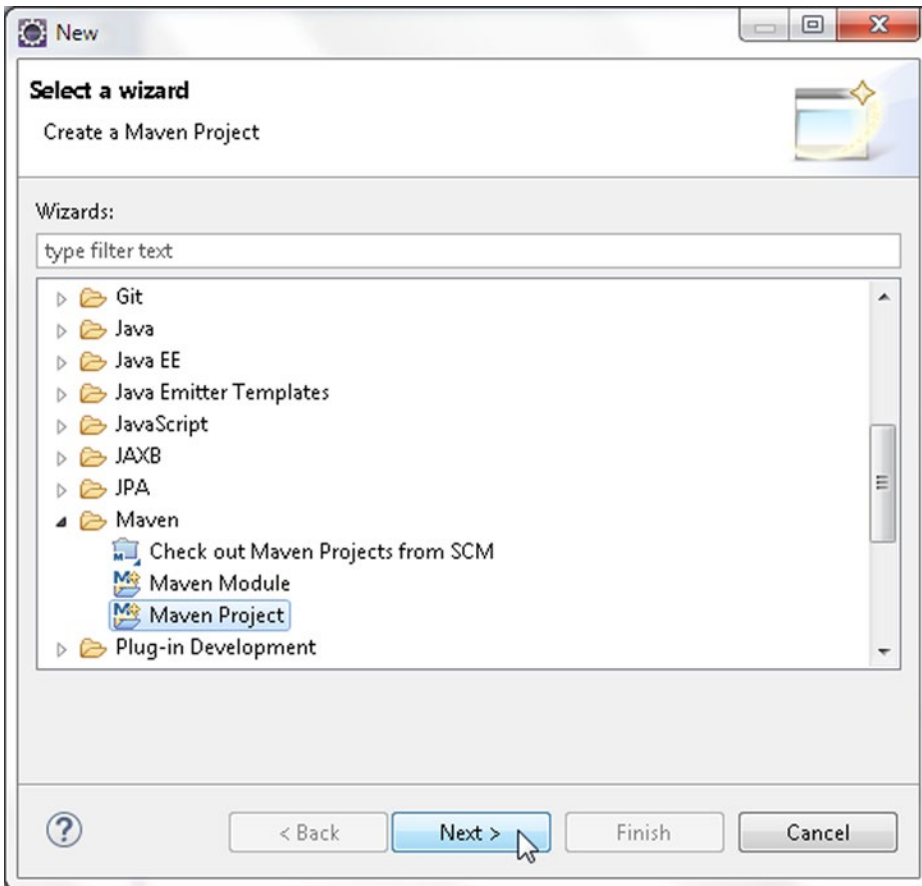 New
Select a wizard
Create a Maven Project
Wizards:
type filter text
Git
Java
Java EE
Java Emitter Templates
JavaScript
JAXB
JPA
Maven
Check out Maven Projects from SCM
Maven Module
Maven Project
Plug-in Development
? < Back Next > Finish Cancel